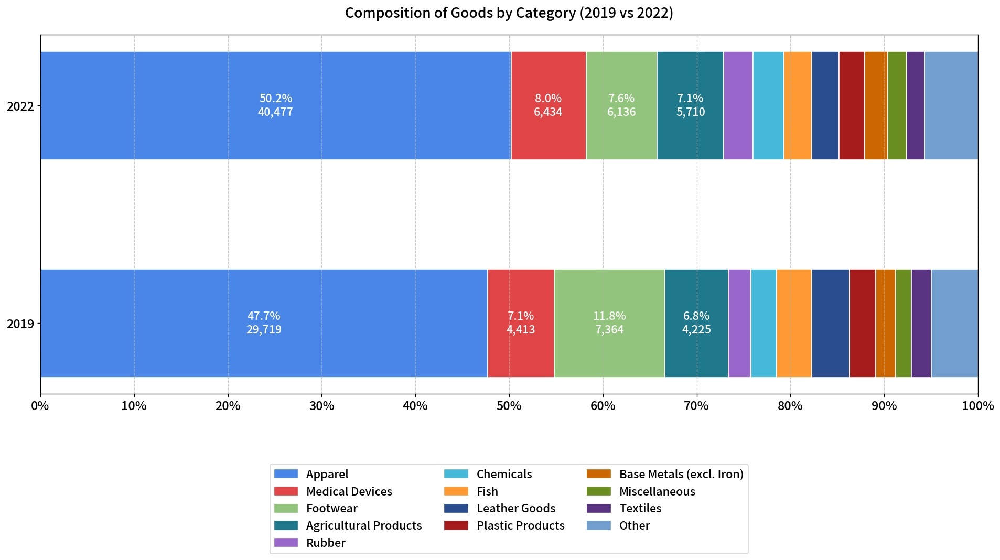 Composition of Goods by Category (2019 vs 2022)
2022
50.2%
40,477
8.0%
6,434
7.6%
6,136
7.1%
5,710
2019
47.7%
29,719
7.1%
4,413
11.8%
7,364
6.8%
4,225
0% 10% 20% 30% 40% 50% 60% 70% 80% 90% 100%
Apparel
Medical Devices
Footwear
Agricultural Products
Rubber
Chemicals
Fish
Leather Goods
Plastic Products
Base Metals (excl. Iron)
Miscellaneous
Textiles
Other